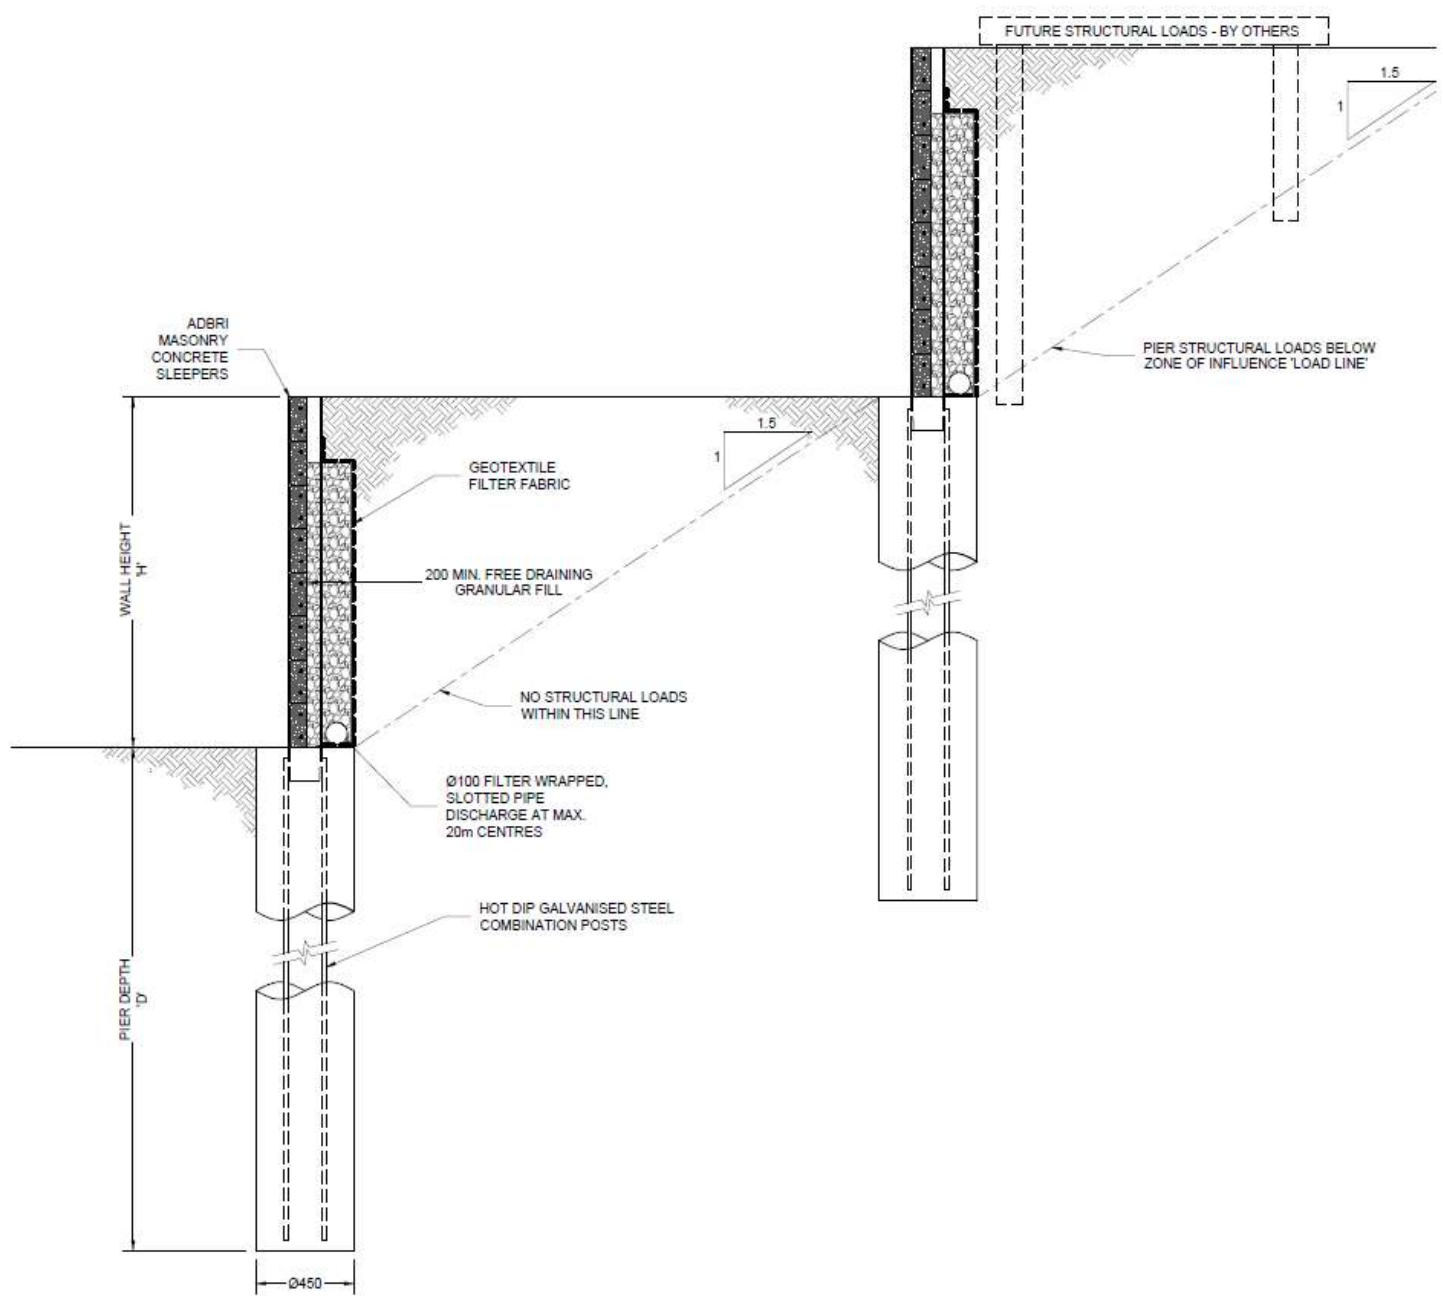 FUTURE STRUCTURAL LOADS - BY OTHERS
1.5
1
PIER STRUCTURAL LOADS BELOW
ZONE OF INFLUENCE 'LOAD LINE'
ADBRI
MASONRY
CONCRETE
SLEEPERS
1.5
1
GEOTEXTILE
FILTER FABRIC
WALL HEIGHT
'H'
200 MIN. FREE DRAINING
GRANULAR FILL
NO STRUCTURAL LOADS
WITHIN THIS LINE
Ø100 FILTER WRAPPED,
SLOTTED PIPE
DISCHARGE AT MAX.
20m CENTRES
HOT DIP GALVANISED STEEL
COMBINATION POSTS
PIER DEPTH
'D'
Ø450